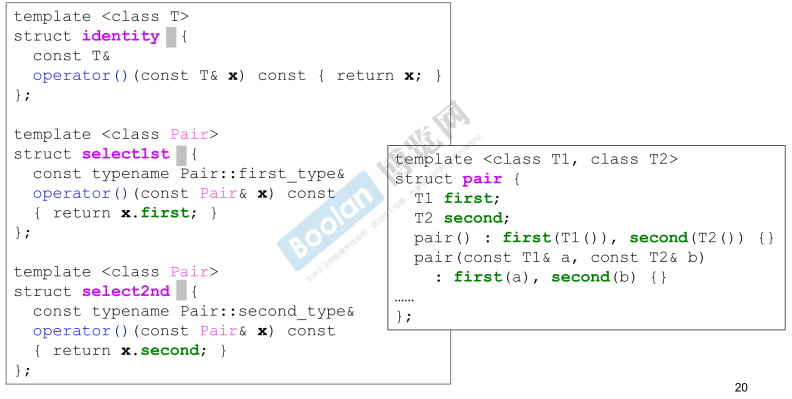 template <class T>
struct identity {
  const T&
  operator()(const T& x) const { return x; }
};

template <class Pair>
struct select1st {
  const typename Pair::first_type&
  operator()(const Pair& x) const
  { return x.first; }
};

template <class Pair>
struct select2nd {
  const typename Pair::second_type&
  operator()(const Pair& x) const
  { return x.second; }
};

template <class T1, class T2>
struct pair {
  T1 first;
  T2 second;
  pair() : first(T1()), second(T2()) {}
  pair(const T1& a, const T2& b)
    : first(a), second(b) {}
……
};
Boolan 博览网
20